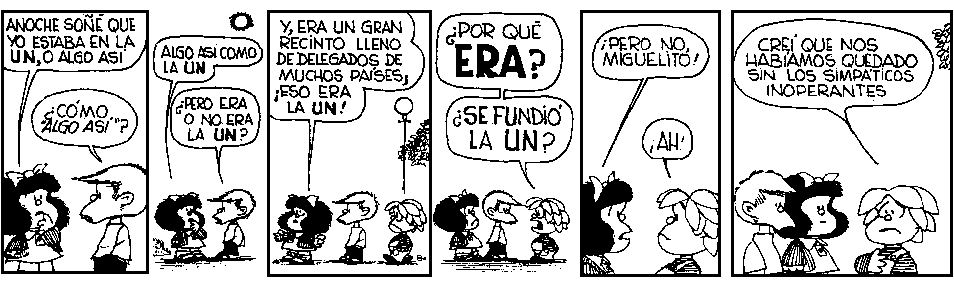 ANOCHE SOÑÉ QUE
YO ESTABA EN LA
UN, O ALGO ASÍ
¿CÓMO
"ALGO ASÍ"?
ALGO ASÍ COMO
LA UN
¿PERO ERA
O NO ERA
LA UN?
Y, ERA UN GRAN
RECINTO LLENO
DE DELEGADOS DE
MUCHOS PAÍSES,
¡ESO ERA
LA UN!
¿POR QUÉ
ERA?
¿SE FUNDIÓ
LA UN?
¡PERO NO,
MIGUELITO!
¡AH!
CREÍ QUE NOS
HABÍAMOS QUEDADO
SIN LOS SIMPÁTICOS
INOPERANTES